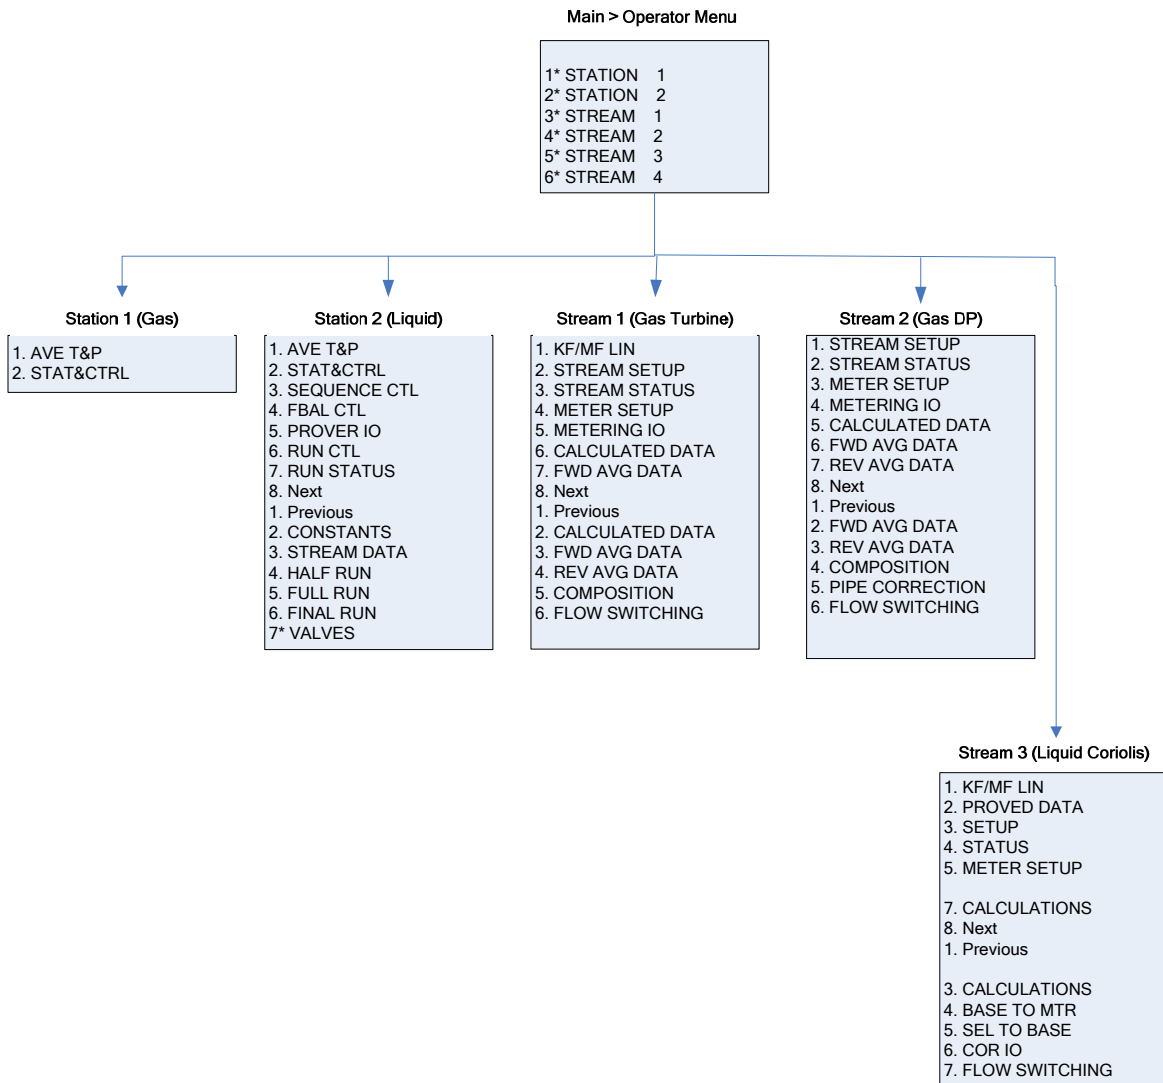 Main > Operator Menu
1* STATION 1
2* STATION 2
3* STREAM 1
4* STREAM 2
5* STREAM 3
6* STREAM 4
Station 1 (Gas)
1. AVE T&P
2. STAT&CTRL
Station 2 (Liquid)
1. AVE T&P
2. STAT&CTRL
3. SEQUENCE CTL
4. FBAL CTL
5. PROVER IO
6. RUN CTL
7. RUN STATUS
8. Next
1. Previous
2. CONSTANTS
3. STREAM DATA
4. HALF RUN
5. FULL RUN
6. FINAL RUN
7* VALVES
Stream 1 (Gas Turbine)
1. KF/MF LIN
2. STREAM SETUP
3. STREAM STATUS
4. METER SETUP
5. METERING IO
6. CALCULATED DATA
7. FWD AVG DATA
8. Next
1. Previous
2. CALCULATED DATA
3. FWD AVG DATA
4. REV AVG DATA
5. COMPOSITION
6. FLOW SWITCHING
Stream 2 (Gas DP)
1. STREAM SETUP
2. STREAM STATUS
3. METER SETUP
4. METERING IO
5. CALCULATED DATA
6. FWD AVG DATA
7. REV AVG DATA
8. Next
1. Previous
2. FWD AVG DATA
3. REV AVG DATA
4. COMPOSITION
5. PIPE CORRECTION
6. FLOW SWITCHING
Stream 3 (Liquid Coriolis)
1. KF/MF LIN
2. PROVED DATA
3. SETUP
4. STATUS
5. METER SETUP
7. CALCULATIONS
8. Next
1. Previous
3. CALCULATIONS
4. BASE TO MTR
5. SEL TO BASE
6. COR IO
7. FLOW SWITCHING